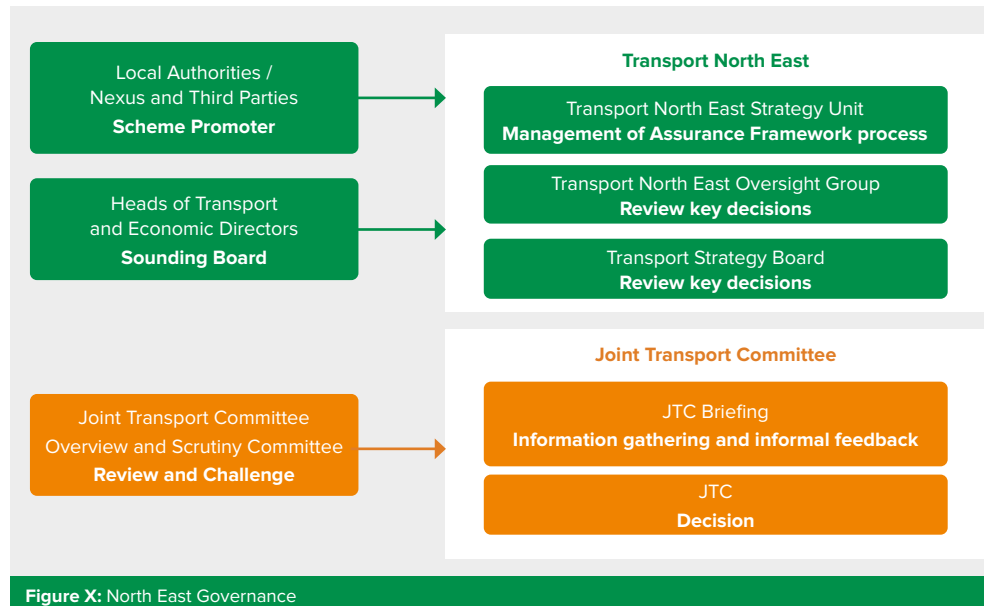 Local Authorities /
Nexus and Third Parties
Scheme Promoter
Heads of Transport
and Economic Directors
Sounding Board
Transport North East
Transport North East Strategy Unit
Management of Assurance Framework process
Transport North East Oversight Group
Review key decisions
Transport Strategy Board
Review key decisions
Joint Transport Committee
Overview and Scrutiny Committee
Review and Challenge
Joint Transport Committee
JTC Briefing
Information gathering and informal feedback
JTC
Decision
Figure X: North East Governance